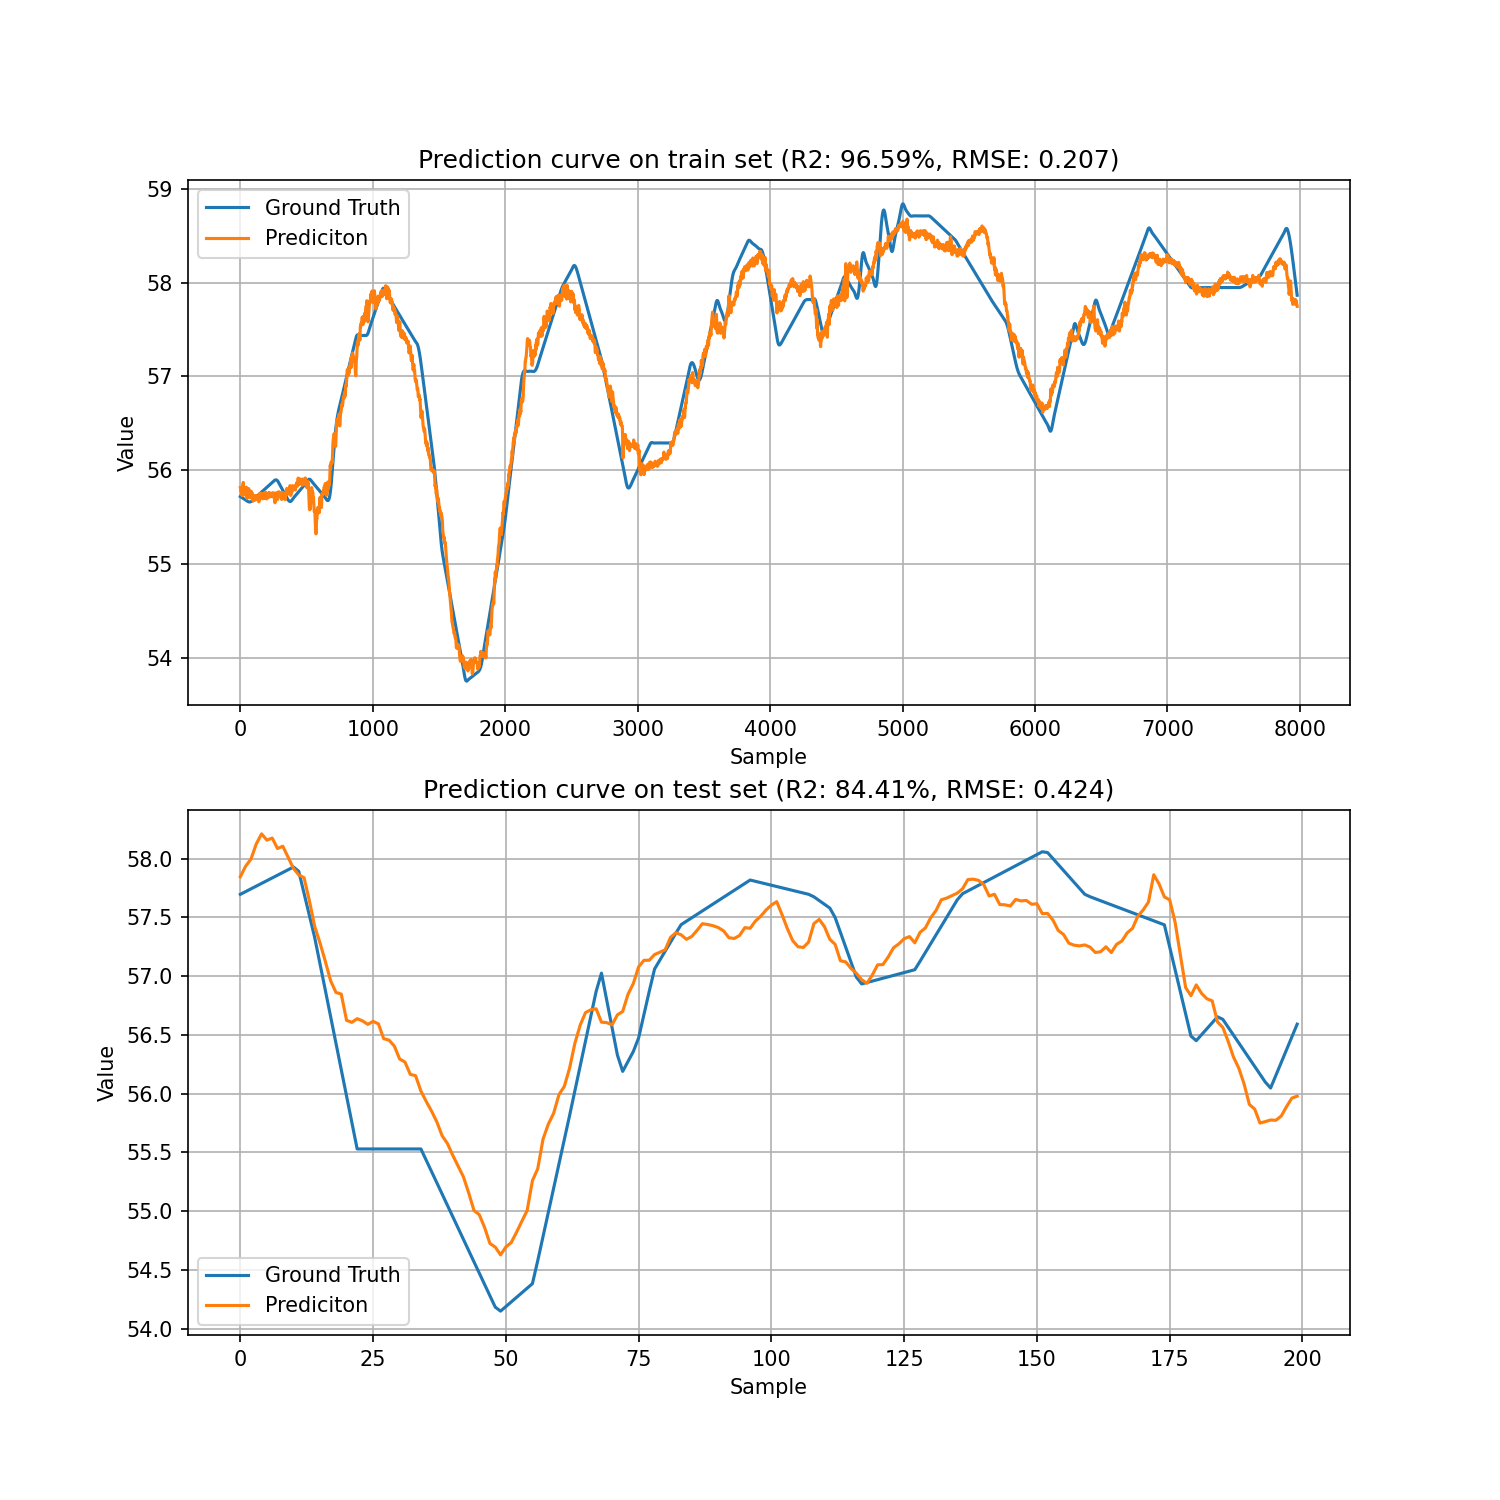 Prediction curve on train set (R2: 96.59%, RMSE: 0.207)
59
58
57
56
55
54
Value
Ground Truth
Prediciton
0 1000 2000 3000 4000 5000 6000 7000 8000
Sample
Prediction curve on test set (R2: 84.41%, RMSE: 0.424)
58.0
57.5
57.0
56.5
56.0
55.5
55.0
54.5
54.0
Value
Ground Truth
Prediciton
0 25 50 75 100 125 150 175 200
Sample